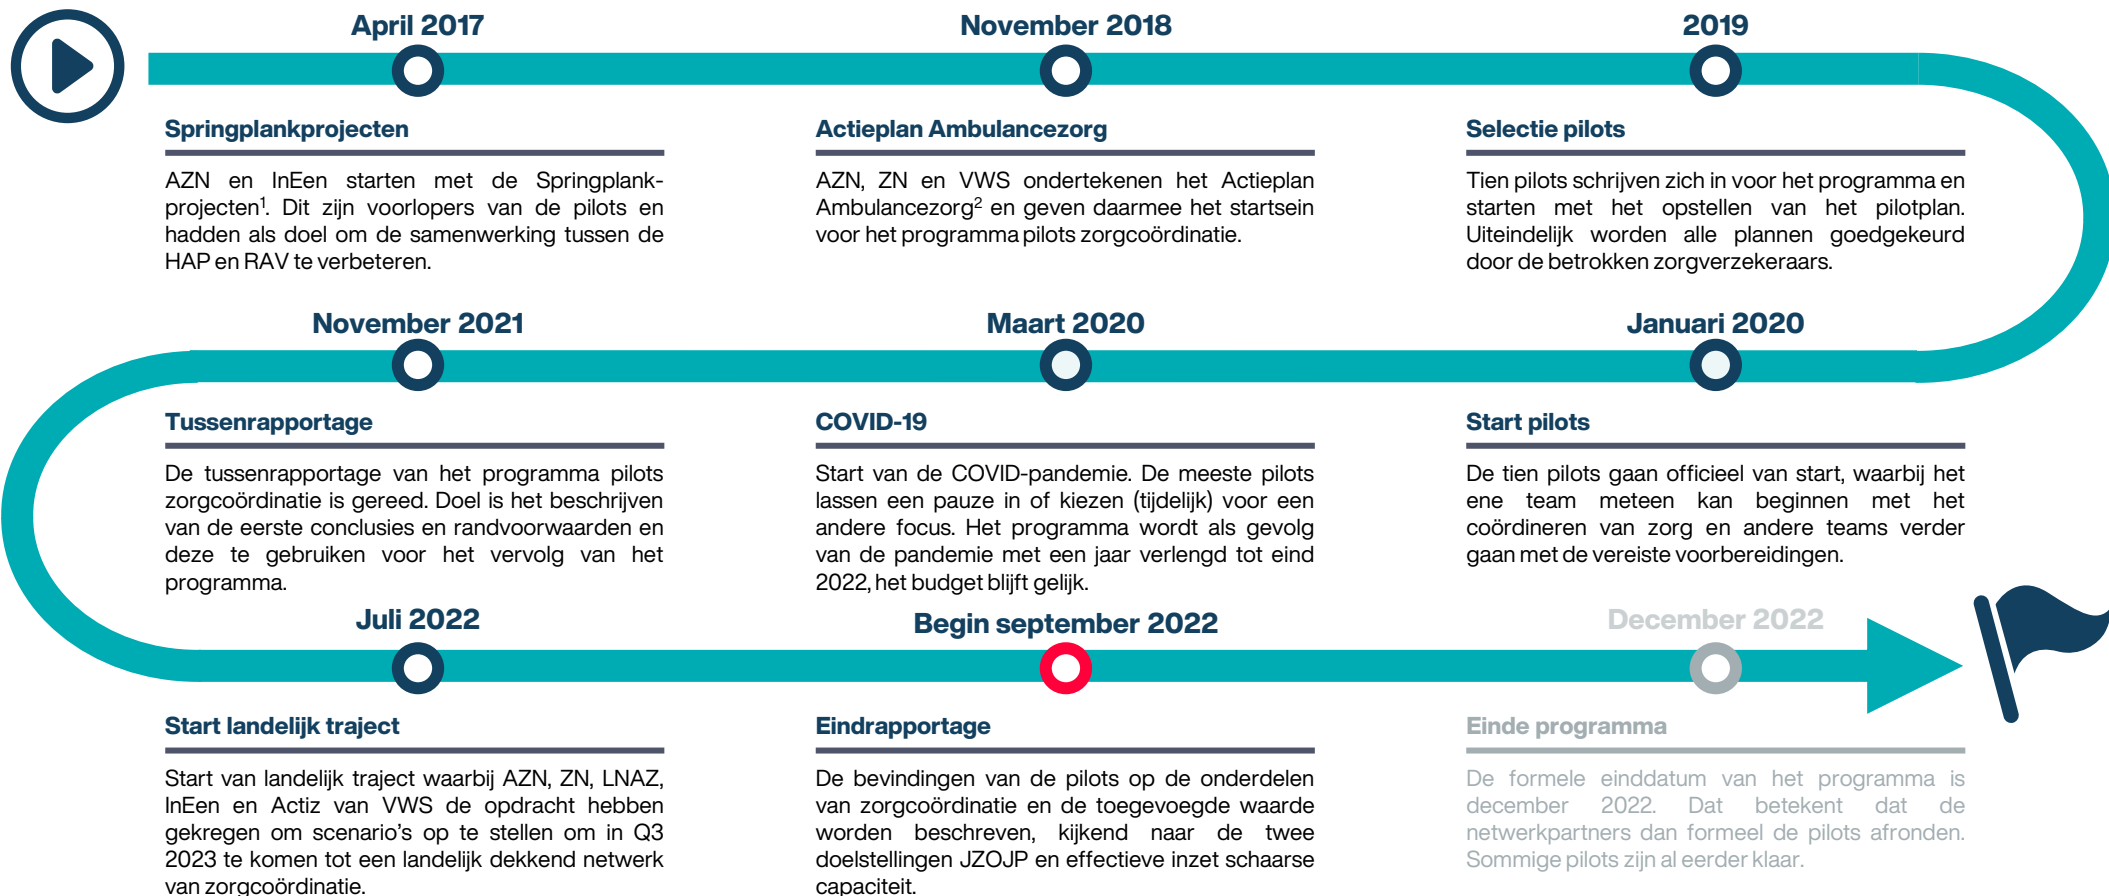 April 2017
Springplankprojecten
AZN en InEen starten met de Springplank-
projecten¹. Dit zijn voorlopers van de pilots en
hadden als doel om de samenwerking tussen de
HAP en RAV te verbeteren.
November 2018
Actieplan Ambulancezorg
AZN, ZN en VWS ondertekenen het Actieplan
Ambulancezorg² en geven daarmee het startsein
voor het programma pilots zorgcoördinatie.
2019
Selectie pilots
Tien pilots schrijven zich in voor het programma en
starten met het opstellen van het pilotplan.
Uiteindelijk worden alle plannen goedgekeurd
door de betrokken zorgverzekeraars.
Januari 2020
Start pilots
De tien pilots gaan officieel van start, waarbij het
ene team meteen kan beginnen met het
coördineren van zorg en andere teams verder
gaan met de vereiste voorbereidingen.
Maart 2020
COVID-19
Start van de COVID-pandemie. De meeste pilots
lassen een pauze in of kiezen (tijdelijk) voor een
andere focus. Het programma wordt als gevolg
van de pandemie met een jaar verlengd tot eind
2022, het budget blijft gelijk.
November 2021
Tussenrapportage
De tussenrapportage van het programma pilots
zorgcoördinatie is gereed. Doel is het beschrijven
van de eerste conclusies en randvoorwaarden en
deze te gebruiken voor het vervolg van het
programma.
Juli 2022
Start landelijk traject
Start van landelijk traject waarbij AZN, ZN, LNAZ,
InEen en Actiz van VWS de opdracht hebben
gekregen om scenario's op te stellen om in Q3
2023 te komen tot een landelijk dekkend netwerk
van zorgcoördinatie.
Begin september 2022
Eindrapportage
De bevindingen van de pilots op de onderdelen
van zorgcoördinatie en de toegevoegde waarde
worden beschreven, kijkend naar de twee
doelstellingen JZOJP en effectieve inzet schaarse
capaciteit.
December 2022
Einde programma
De formele einddatum van het programma is
december 2022. Dat betekent dat de
netwerkpartners dan formeel de pilots afronden.
Sommige pilots zijn al eerder klaar.